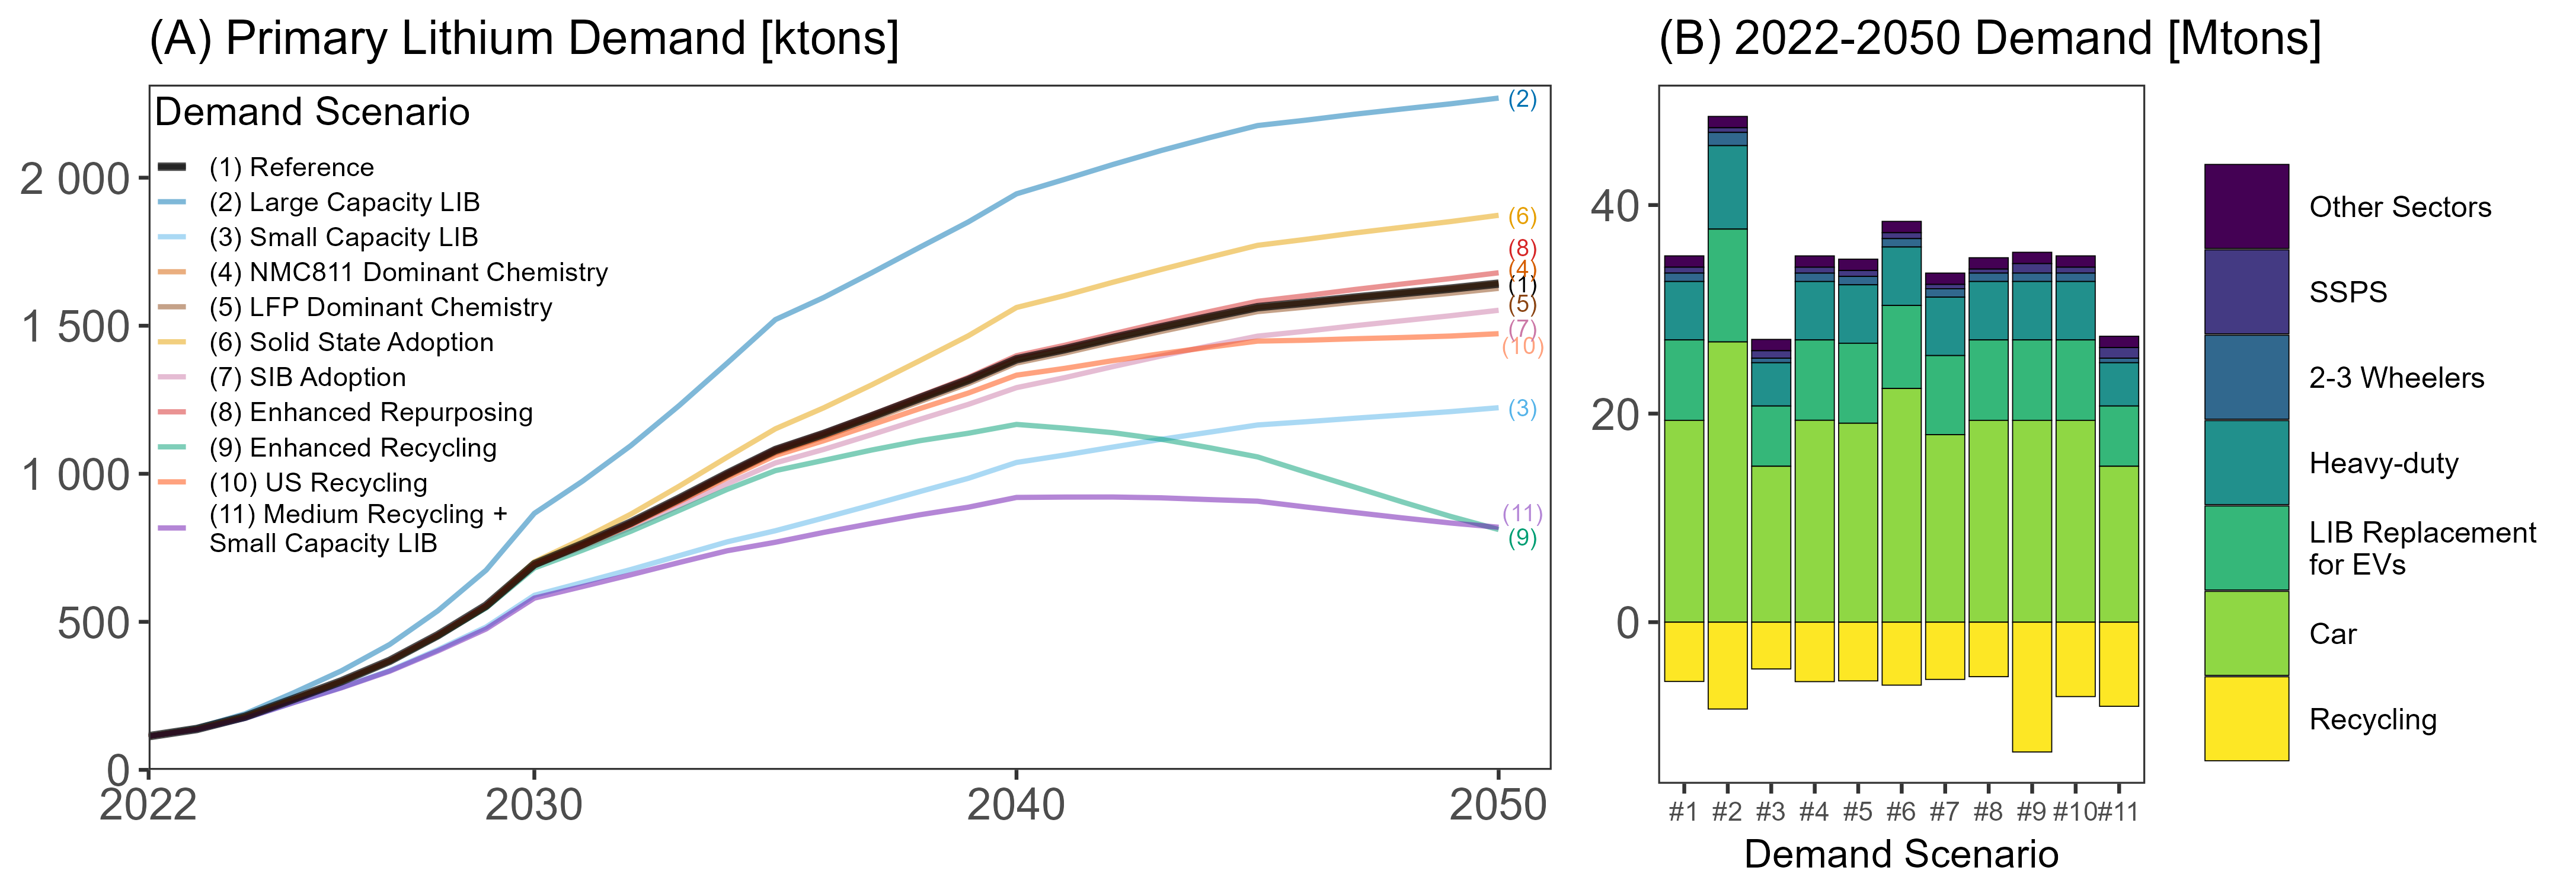 (A) Primary Lithium Demand [ktons]
Demand Scenario
(1) Reference
(2) Large Capacity LIB
(3) Small Capacity LIB
(4) NMC811 Dominant Chemistry
(5) LFP Dominant Chemistry
(6) Solid State Adoption
(7) SIB Adoption
(8) Enhanced Repurposing
(9) Enhanced Recycling
(10) US Recycling
(11) Medium Recycling +
Small Capacity LIB
2 000
1 500
1 000
500
0
2022
2030
2040
2050
(2)
(6)
(8)
(4)
(1)
(5)
(7)
(10)
(3)
(11)
(9)
(B) 2022-2050 Demand [Mtons]
40
20
0
#1 #2 #3 #4 #5 #6 #7 #8 #9 #10 #11
Demand Scenario
Other Sectors
SSPS
2-3 Wheelers
Heavy-duty
LIB Replacement
for EVs
Car
Recycling